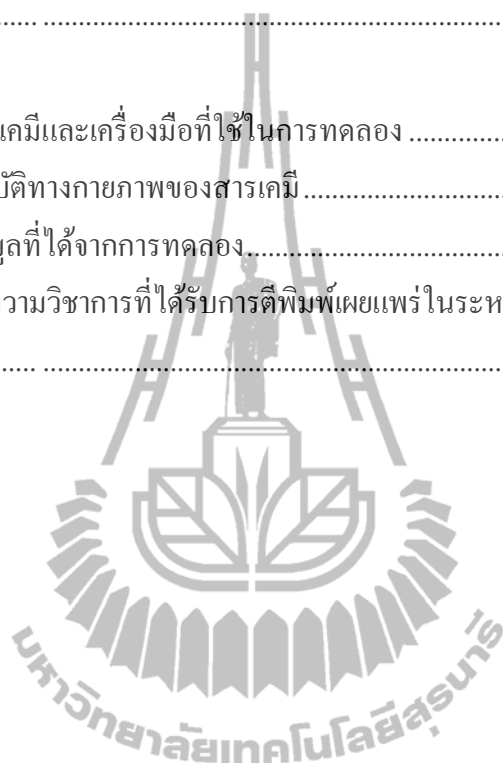 ...... ................................................................
เคมีและเครื่องมือที่ใช้ในการทดลอง .............
บัติทางกายภาพของสารเคมี.............................
มูลที่ได้จากการทดลอง.....................................
ความวิชาการที่ได้รับการตีพิมพ์เผยแพร่ในระห
...... ................................................................
มหาวิทยาลัยเทคโนโลยีสุรนารี